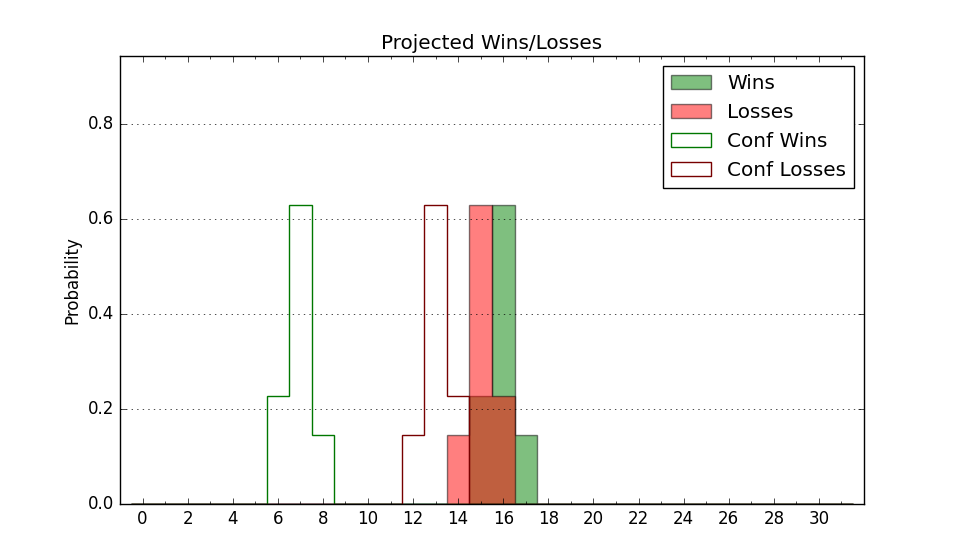 Projected Wins/Losses
Wins
Losses
Conf Wins
Conf Losses
Probability
0.8
0.6
0.4
0.2
0.0
0 2 4 6 8 10 12 14 16 18 20 22 24 26 28 30